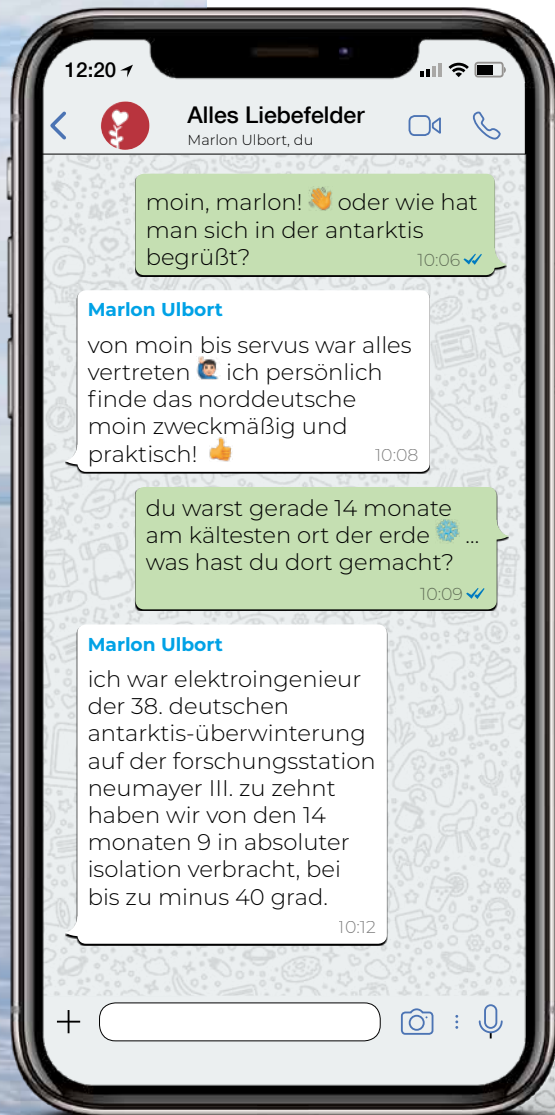 12:20
Alles Liebefelder
Marlon Ulbort, du
moin, marlon! 👋 oder wie hat
man sich in der antarktis
begrüßt?
10:06
Marlon Ulbort
von moin bis servus war alles
vertreten 🙋🏻‍♂️ ich persönlich
finde das norddeutsche
moin zweckmäßig und
praktisch! 👍
10:08
du warst gerade 14 monate
am kältesten ort der erde ❄️ ...
was hast du dort gemacht?
10:09
Marlon Ulbort
ich war elektroingenieur
der 38. deutschen
antarktis-überwinterung
auf der forschungsstation
neumayer III. zu zehnt
haben wir von den 14
monaten 9 in absoluter
isolation verbracht, bei
bis zu minus 40 grad.
10:12